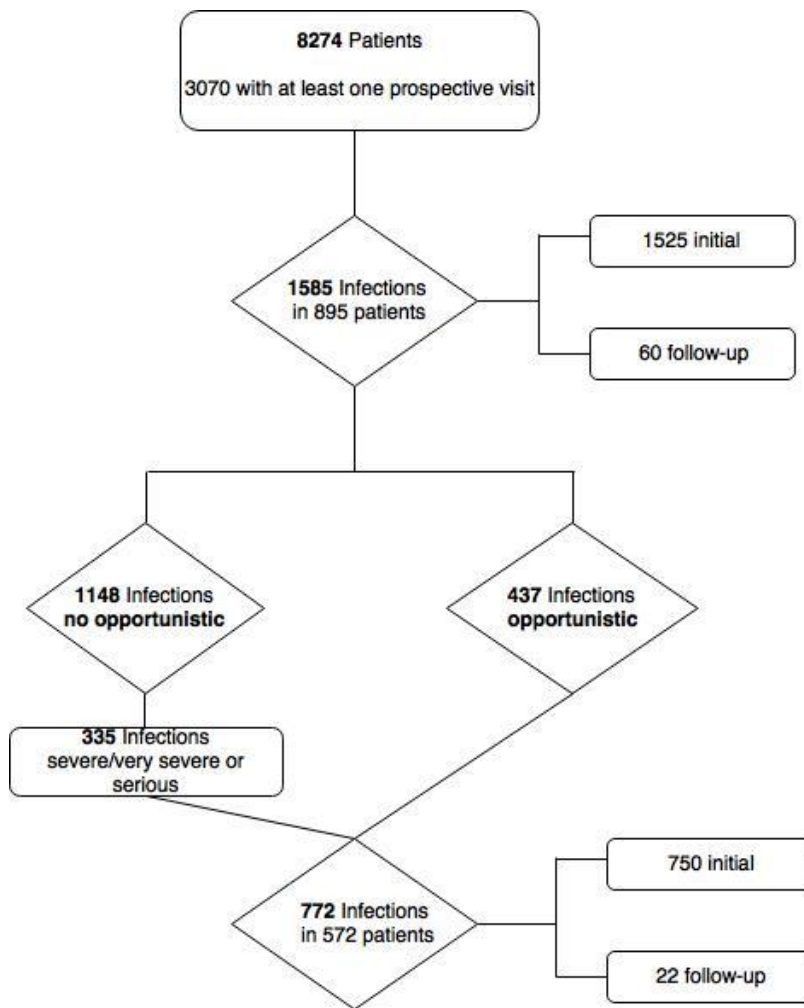 8274 Patients
3070 with at least one prospective visit
1525 initial
1585 Infections
in 895 patients
60 follow-up
1148 Infections
no opportunistic
437 Infections
opportunistic
335 Infections
severe/very severe or
serious
750 initial
772 Infections
in 572 patients
22 follow-up